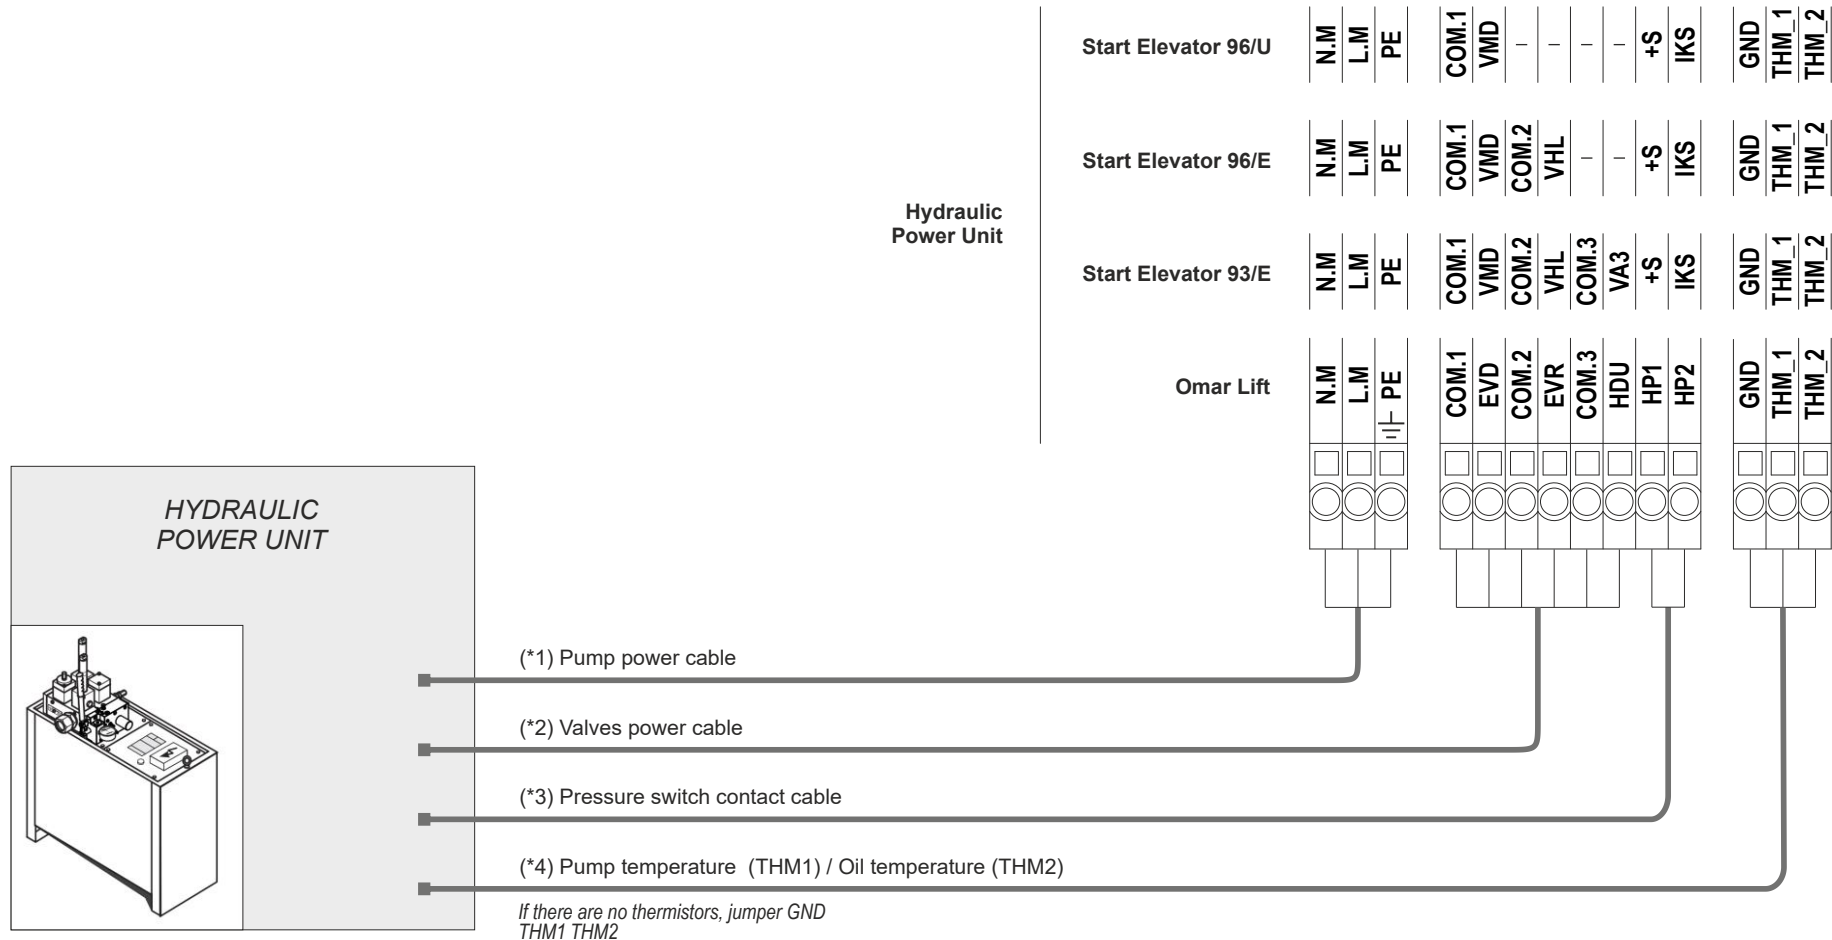 Start Elevator 96/U
N.M L.M PE COM.1 VMD – – – – +S IKS GND THM_1 THM_2
Start Elevator 96/E
N.M L.M PE COM.1 VMD COM.2 VHL – – +S IKS GND THM_1 THM_2
Hydraulic
Power Unit
Start Elevator 93/E
N.M L.M PE COM.1 VMD COM.2 VHL COM.3 VA3 +S IKS GND THM_1 THM_2
Omar Lift
N.M L.M PE COM.1 EVD COM.2 EVR COM.3 HDU HP1 HP2 GND THM_1 THM_2
HYDRAULIC
POWER UNIT
(*1) Pump power cable
(*2) Valves power cable
(*3) Pressure switch contact cable
(*4) Pump temperature (THM1) / Oil temperature (THM2)
If there are no thermistors, jumper GND
THM1 THM2